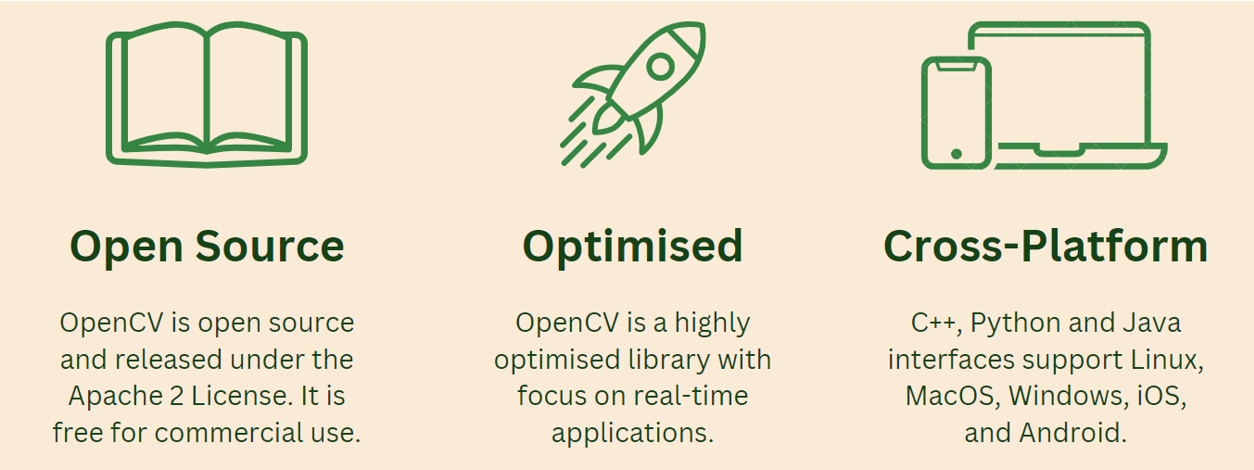 Open Source
OpenCV is open source
and released under the
Apache 2 License. It is
free for commercial use.
Optimised
OpenCV is a highly
optimised library with
focus on real-time
applications.
Cross-Platform
C++, Python and Java
interfaces support Linux,
MacOS, Windows, iOS,
and Android.